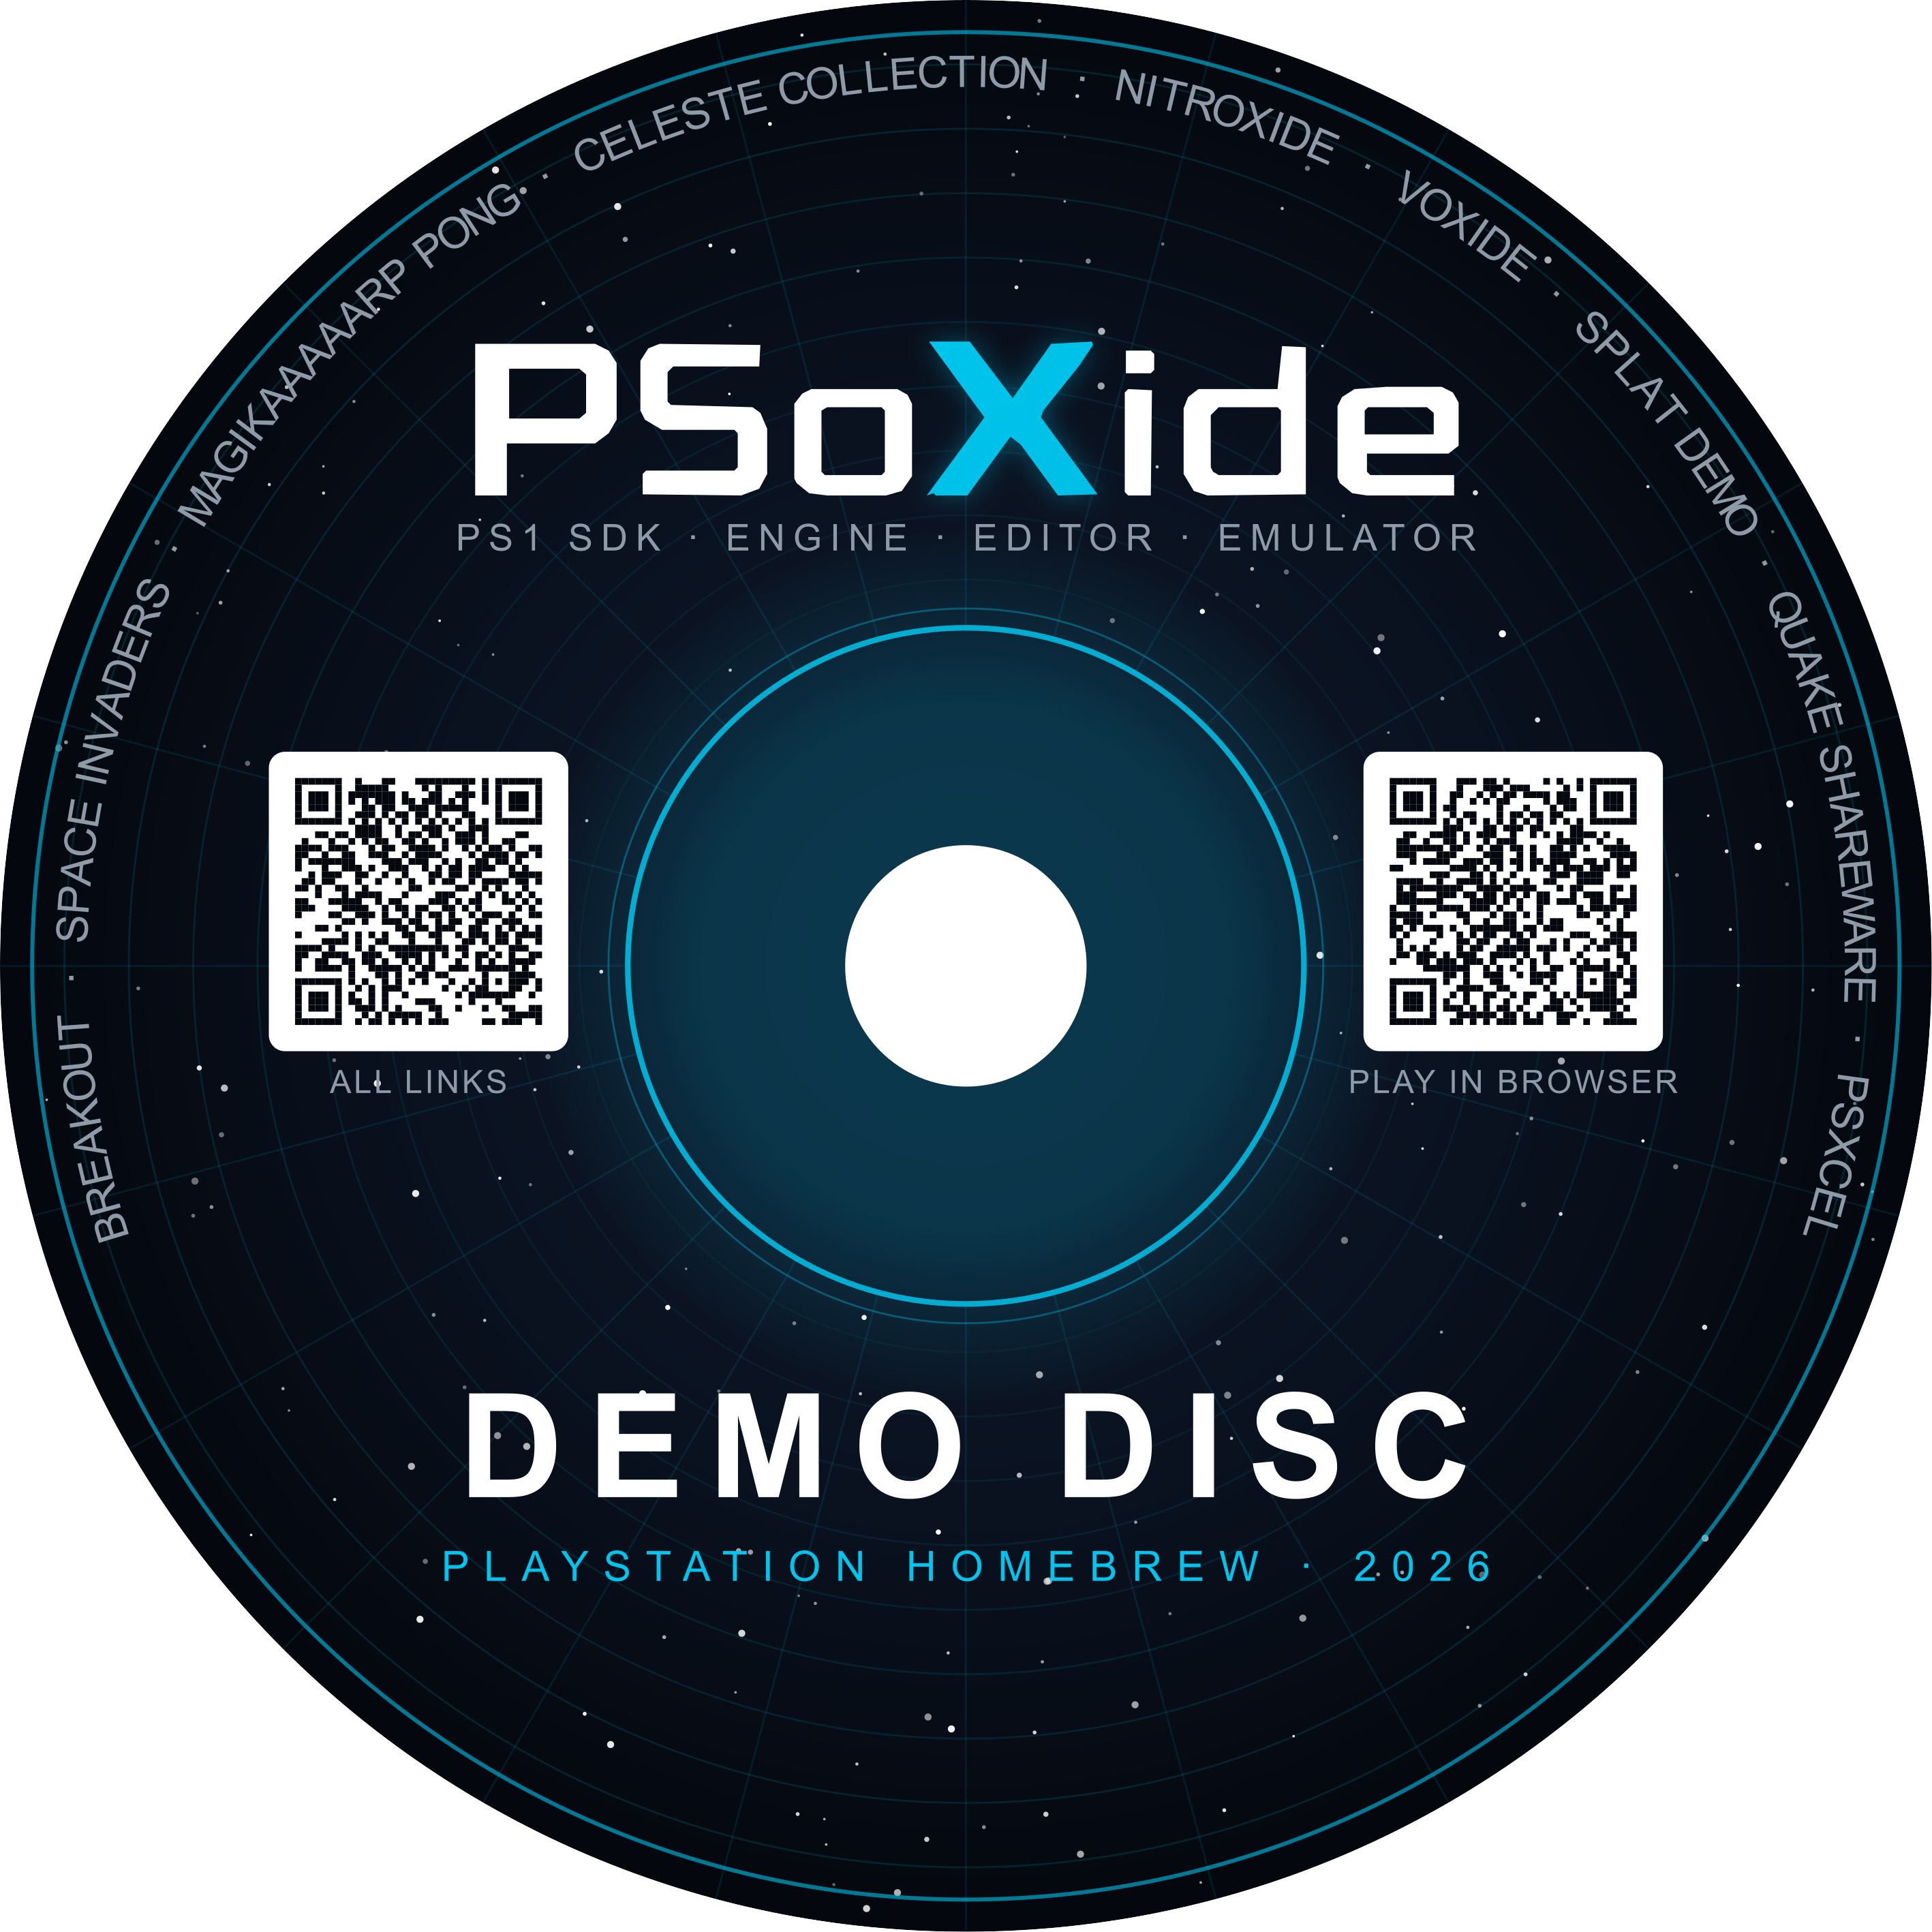 BREAKOUT · SPACE INVADERS · MAGIKAAAAARP PONG · CELESTE COLLECTION · NITROXIDE · VOXIDE · SPLAT DEMO · QUAKE SHAREWARE · PSXCEL
PSoXide
PS1 SDK · ENGINE · EDITOR · EMULATOR
ALL LINKS
PLAY IN BROWSER
DEMO DISC
PLAYSTATION HOMEBREW · 2026